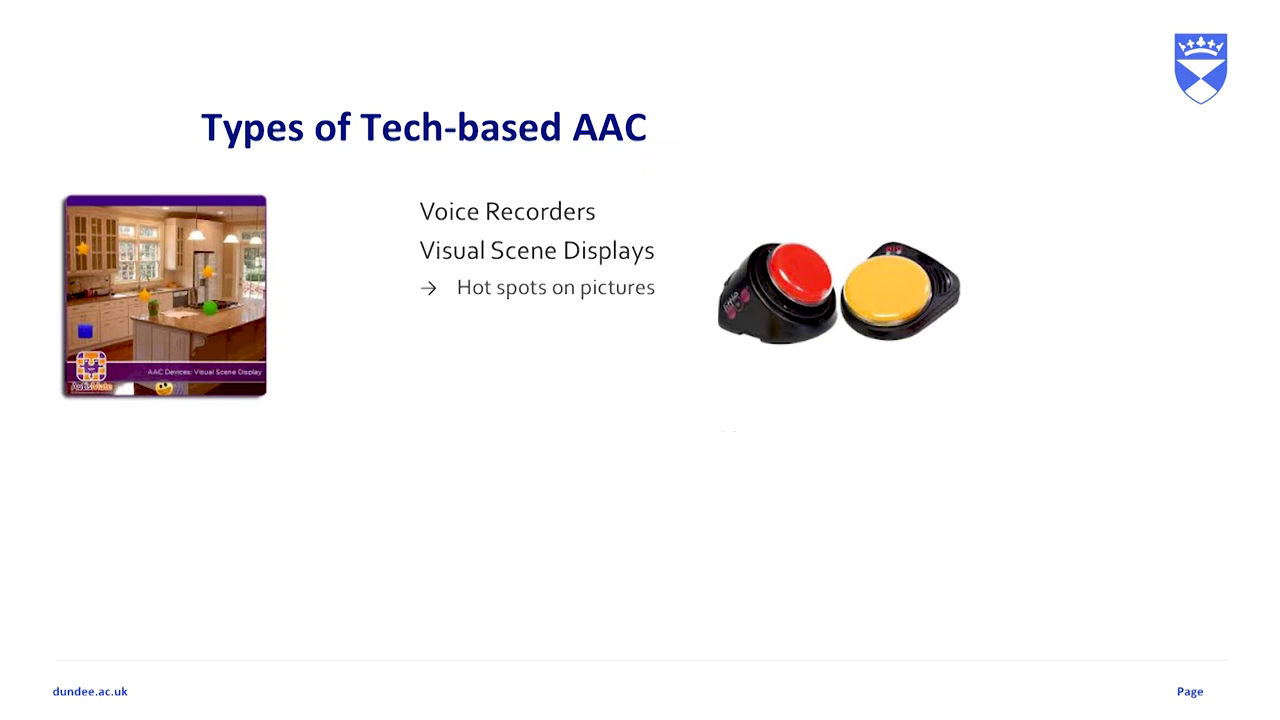 Types of Tech-based AAC
Voice Recorders
Visual Scene Displays
→ Hot spots on pictures
AAC Devices: Visual Scene Display
AutisMate
dundee.ac.uk
Page